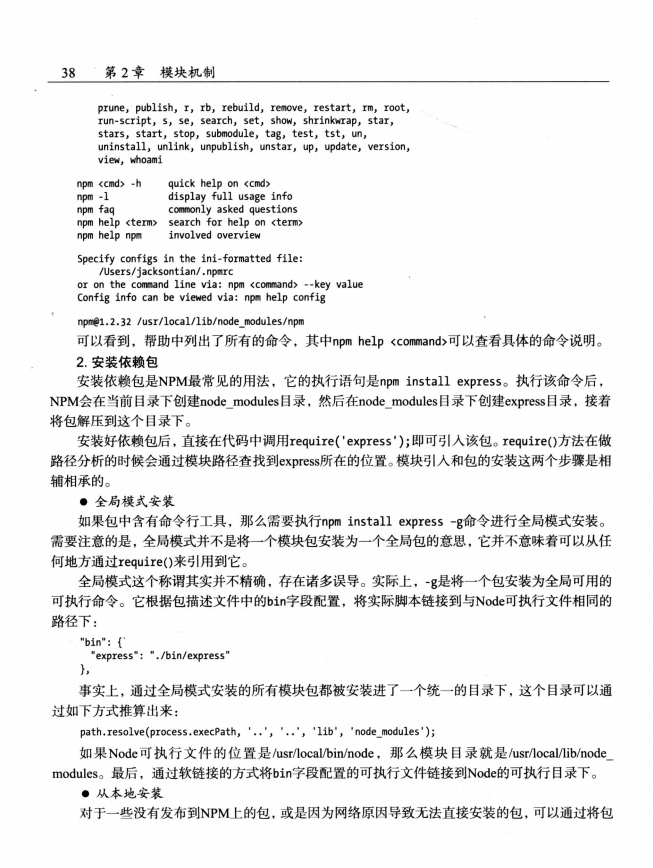 38 第2章 模块机制
prune, publish, r, rb, rebuild, remove, restart, rm, root,
run-script, s, se, search, set, show, shrinkwrap, star,
stars, start, stop, submodule, tag, test, tst, un,
uninstall, unlink, unpublish, unstar, up, update, version,
view, whoami
npm <cmd> -h quick help on <cmd>
npm -l display full usage info
npm faq commonly asked questions
npm help <term> search for help on <term>
npm help npm involved overview
Specify configs in the ini-formatted file:
/Users/jacksontian/.npmrc
or on the command line via: npm <command> --key value
Config info can be viewed via: npm help config
npm@1.2.32 /usr/local/lib/node_modules/npm
可以看到，帮助中列出了所有的命令，其中npm help <command>可以查看具体的命令说明。
2. 安装依赖包
安装依赖包是NPM最常见的用法，它的执行语句是npm install express。执行该命令后，
NPM会在当前目录下创建node_modules目录，然后在node_modules目录下创建express目录，接着
将包解压到这个目录下。
安装好依赖包后，直接在代码中调用require('express');即可引入该包。require()方法在做
路径分析的时候会通过模块路径查找到express所在的位置。模块引入和包的安装这两个步骤是相
辅相承的。
● 全局模式安装
如果包中含有命令行工具，那么需要执行npm install express -g命令进行全局模式安装。
需要注意的是，全局模式并不是将一个模块包安装为一个全局包的意思，它并不意味着可以从任
何地方通过require()来引用到它。
全局模式这个称谓其实并不精确，存在诸多误导。实际上，-g是将一个包安装为全局可用的
可执行命令。它根据包描述文件中的bin字段配置，将实际脚本链接到与Node可执行文件相同的
路径下：
"bin": {
"express": "./bin/express"
},
事实上，通过全局模式安装的所有模块包都被安装进了一个统一的目录下，这个目录可以通
过如下方式推算出来：
path.resolve(process.execPath, '..', '..', 'lib', 'node_modules');
如果Node可执行文件的位置是/usr/local/bin/node，那么模块目录就是/usr/local/lib/node_
modules。最后，通过软链接的方式将bin字段配置的可执行文件链接到Node的可执行目录下。
● 从本地安装
对于一些没有发布到NPM上的包，或是因为网络原因导致无法直接安装的包，可以通过将包